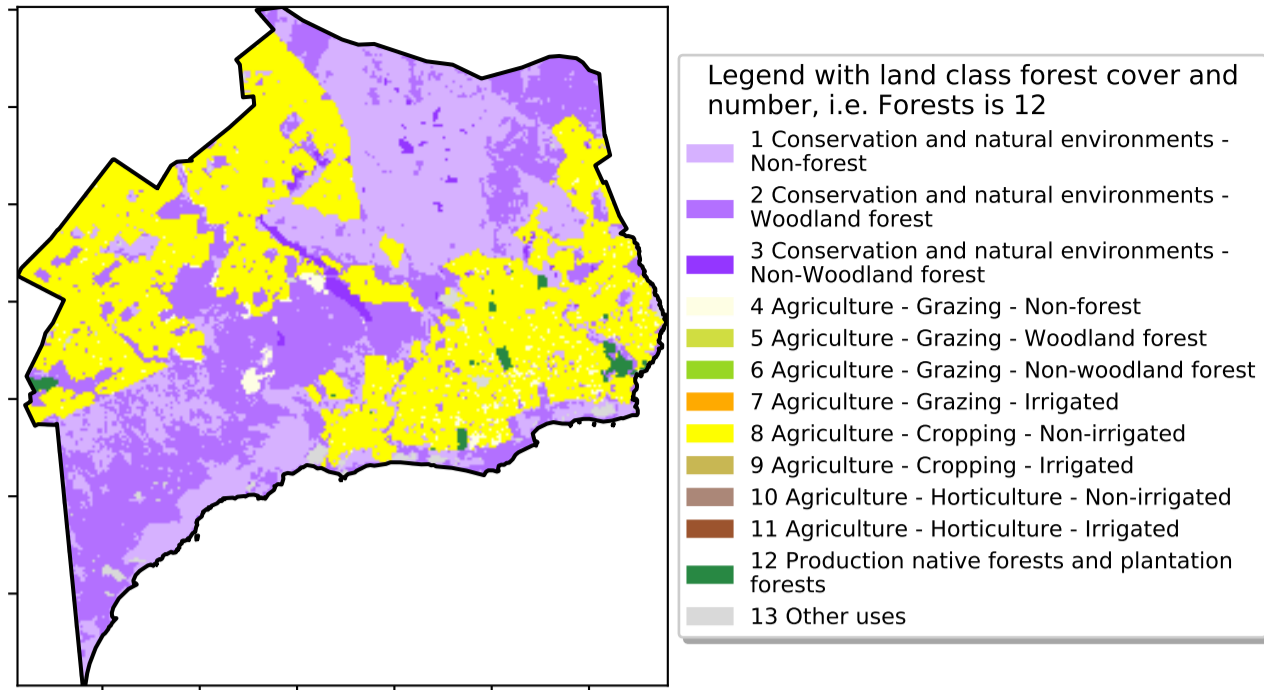 Legend with land class forest cover and
number, i.e. Forests is 12
1 Conservation and natural environments -
Non-forest
2 Conservation and natural environments -
Woodland forest
3 Conservation and natural environments -
Non-Woodland forest
4 Agriculture - Grazing - Non-forest
5 Agriculture - Grazing - Woodland forest
6 Agriculture - Grazing - Non-woodland forest
7 Agriculture - Grazing - Irrigated
8 Agriculture - Cropping - Non-irrigated
9 Agriculture - Cropping - Irrigated
10 Agriculture - Horticulture - Non-irrigated
11 Agriculture - Horticulture - Irrigated
12 Production native forests and plantation
forests
13 Other uses